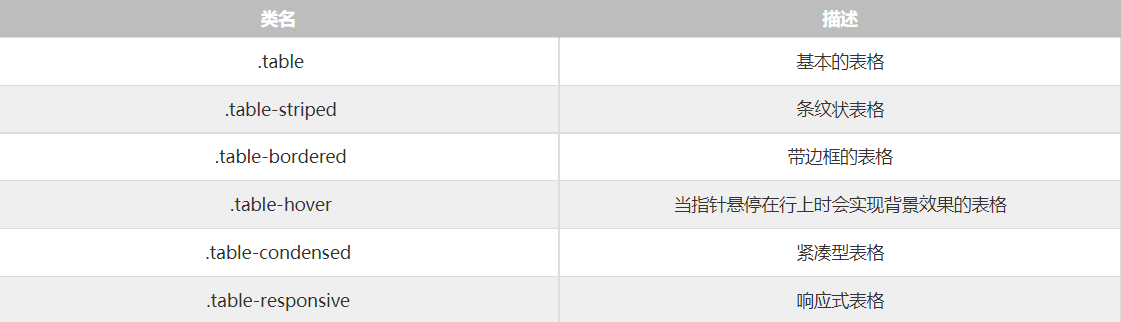 类名 描述
.table 基本的表格
.table-striped 条纹状表格
.table-bordered 带边框的表格
.table-hover 当指针悬停在行上时会实现背景效果的表格
.table-condensed 紧凑型表格
.table-responsive 响应式表格